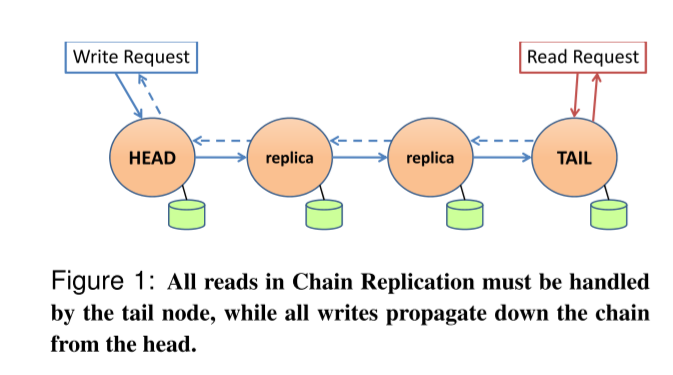 Write Request
Read Request
HEAD
replica
replica
TAIL
Figure 1: All reads in Chain Replication must be handled
by the tail node, while all writes propagate down the chain
from the head.